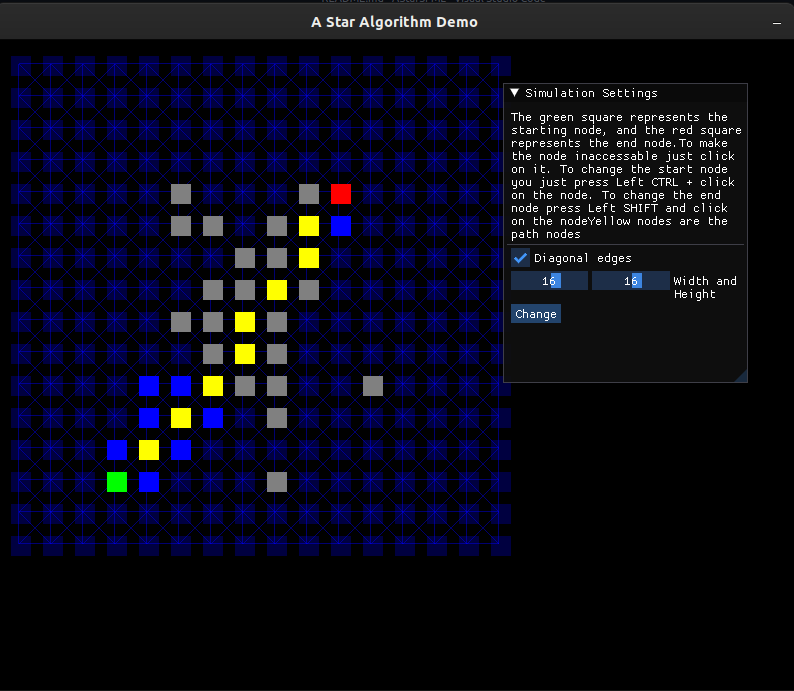 A Star Algorithm Demo
Simulation Settings
The green square represents the
starting node, and the red square
represents the end node.To make
the node inaccessable just click
on it. To change the start node
you just press Left CTRL + click
on the node. To change the end
node press Left SHIFT and click
on the nodeYellow nodes are the
path nodes
Diagonal edges
16 16 Width and
Height
Change